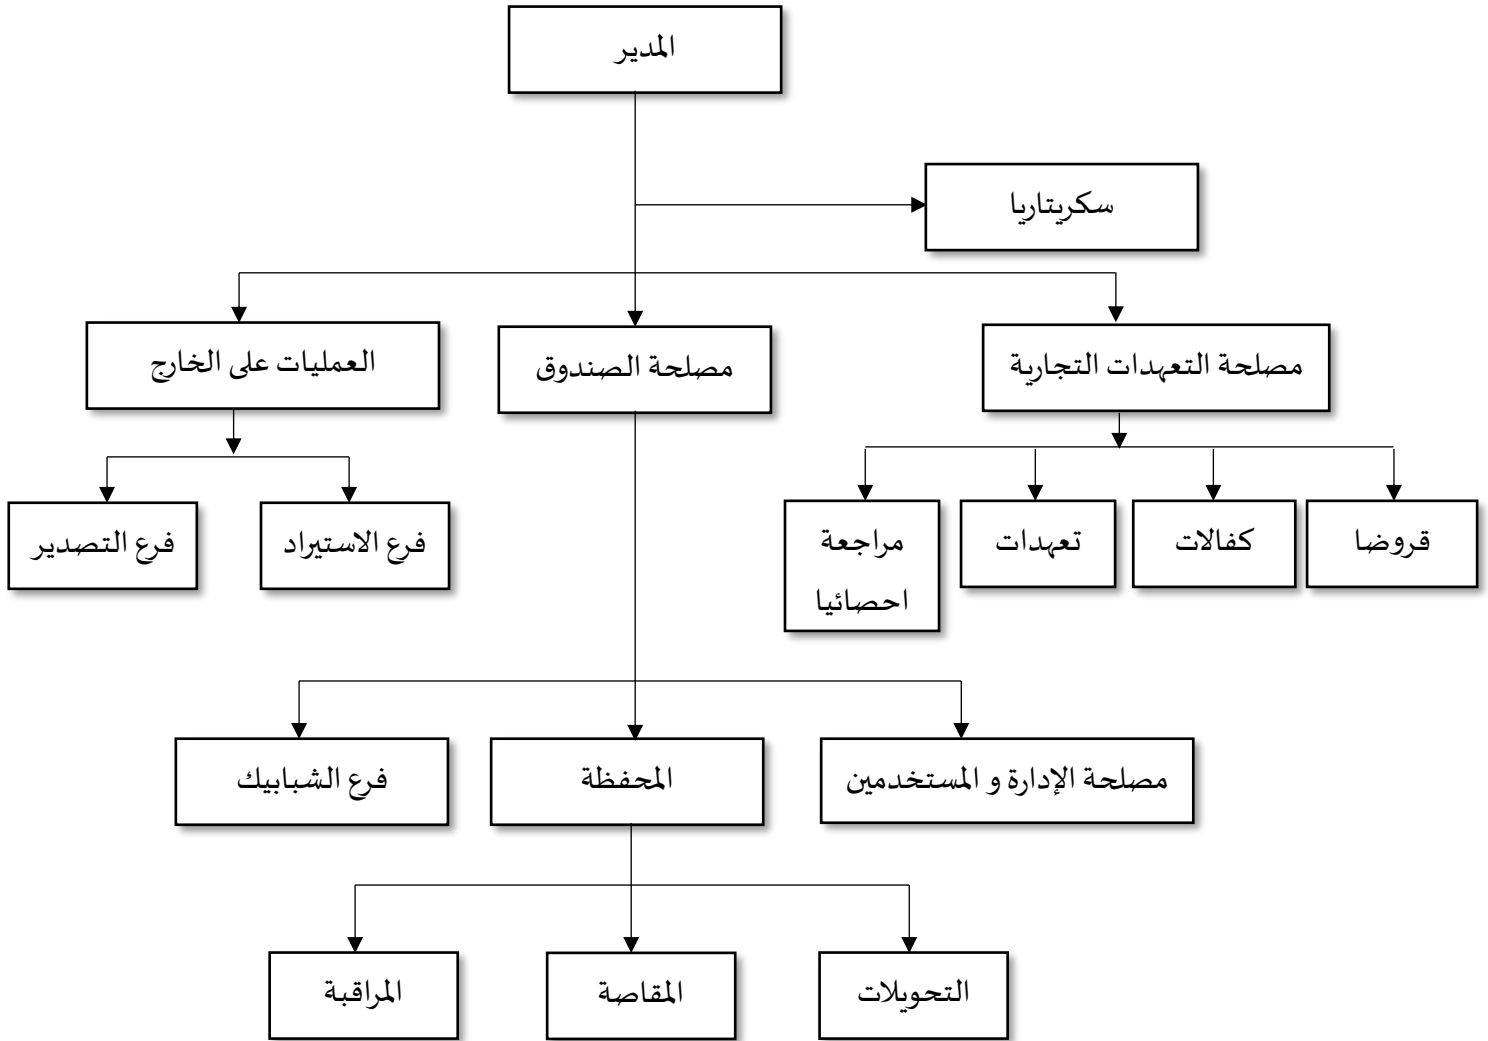 المدير
سكريتاريا
مصلحة التعهدات التجارية
مصلحة الصندوق
العمليات على الخارج
قروضا
كفالات
تعهدات
مراجعة
احصائيا
فرع الاستيراد
فرع التصدير
مصلحة الإدارة و المستخدمين
المحفظة
فرع الشبابيك
التحويلات
المقاصة
المراقبة